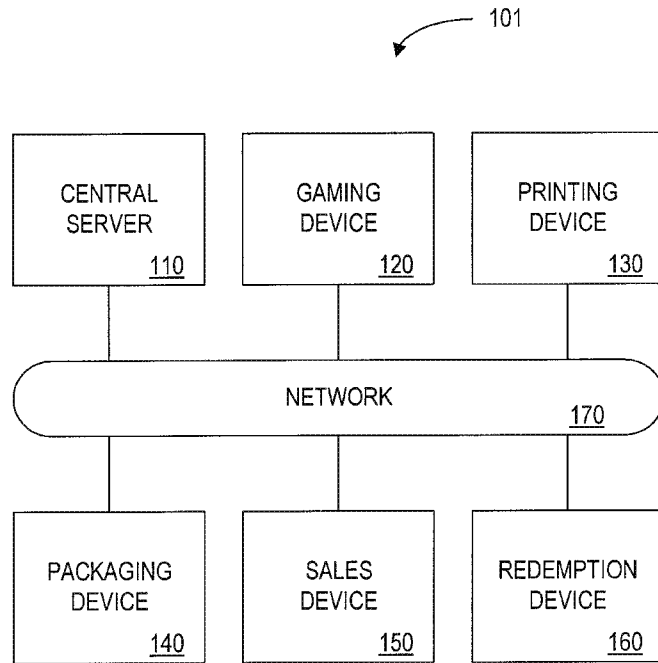 101
CENTRAL
SERVER
110
GAMING
DEVICE
120
PRINTING
DEVICE
130
NETWORK
170
PACKAGING
DEVICE
140
SALES
DEVICE
150
REDEMPTION
DEVICE
160